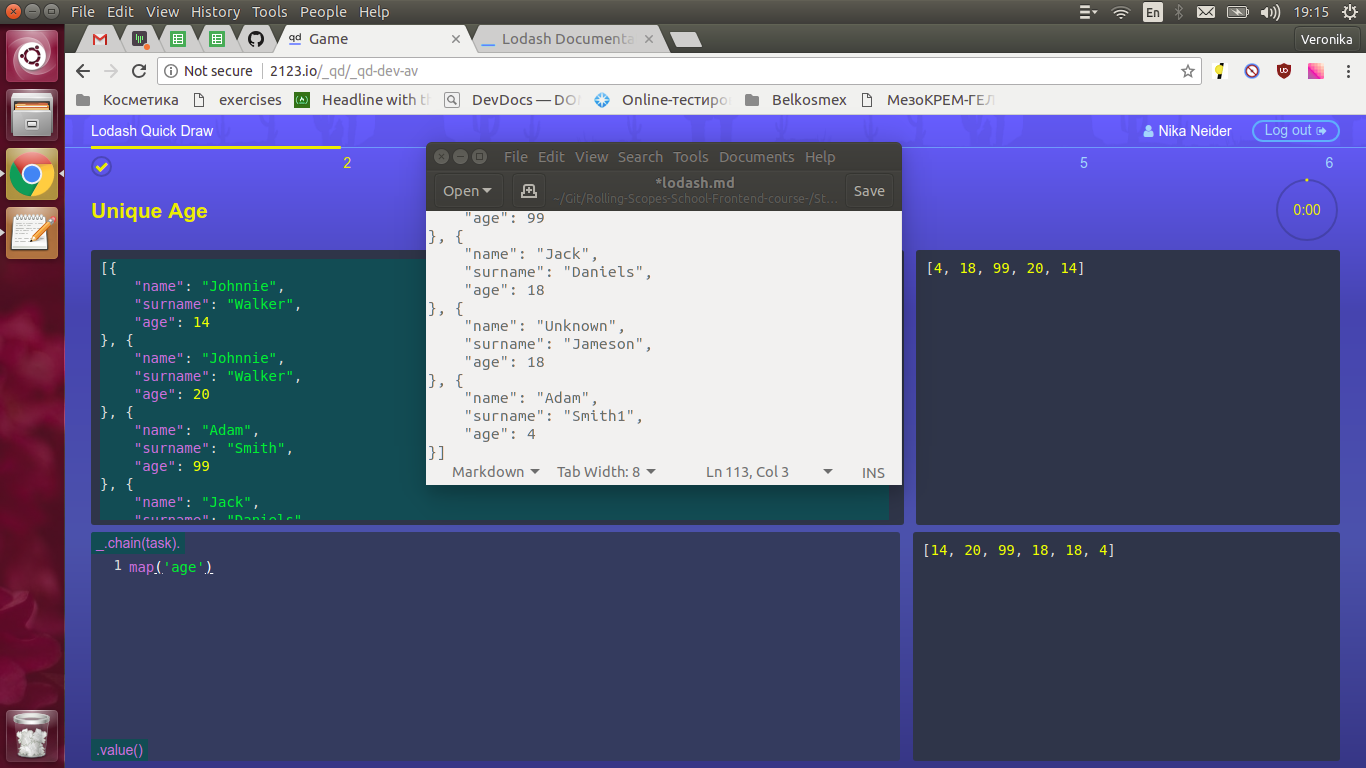 File Edit View History Tools People Help
En
19:15
qd Game
Lodash Documenta
Veronika
Not secure
2123.io/_qd/_qd-dev-av
Косметика
exercises
Headline with th
DevDocs — DO
Online-тестиро
Belkosmex
МезоКРЕМ-ГЕЛ
Lodash Quick Draw
Nika Neider
Log out
2
5
6
Unique Age
0:00
File Edit View Search Tools Documents Help
Open
*lodash.md
~/Git/Rolling-Scopes-School-Frontend-course-/St...
Save
"age": 99
}, {
"name": "Jack",
"surname": "Daniels",
"age": 18
}, {
"name": "Unknown",
"surname": "Jameson",
"age": 18
}, {
"name": "Adam",
"surname": "Smith1",
"age": 4
}]
Markdown
Tab Width: 8
Ln 113, Col 3
INS
[{
"name": "Johnnie",
"surname": "Walker",
"age": 14
}, {
"name": "Johnnie",
"surname": "Walker",
"age": 20
}, {
"name": "Adam",
"surname": "Smith",
"age": 99
}, {
"name": "Jack",
"surname": "Daniels"
[4, 18, 99, 20, 14]
_.chain(task).
1 map('age')
.value()
[14, 20, 99, 18, 18, 4]